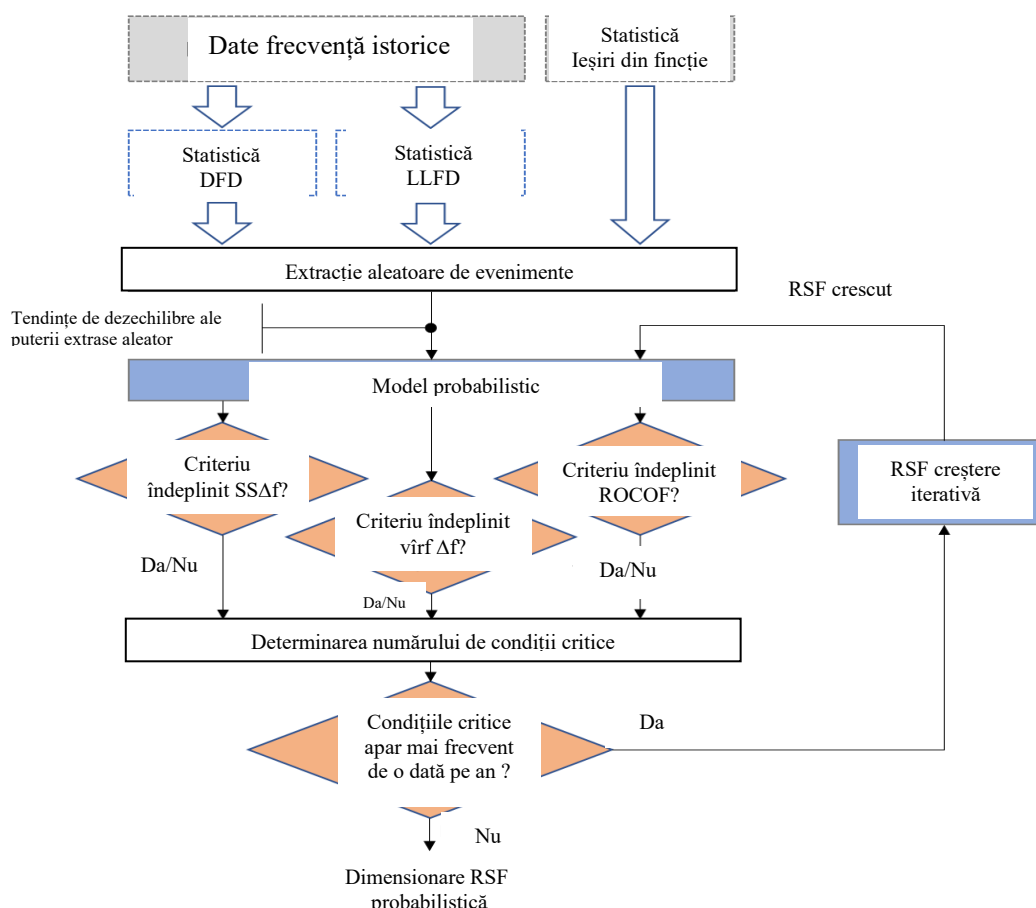 Date frecvență istorice
Statistică
Ieșiri din fincție
Statistică
DFD
Statistică
LLFD
Extracție aleatoare de evenimente
RSF crescut
Tendințe de dezechilibre ale
puterii extrase aleator
Model probabilistic
Criteriu
îndeplinit SSΔf?
Criteriu îndeplinit
vîrf Δf?
Criteriu îndeplinit
ROCOF?
RSF creștere
iterativă
Da/Nu
Da/Nu
Da/Nu
Determinarea numărului de condiții critice
Condițiile critice
apar mai frecvent
de o dată pe an ?
Da
Nu
Dimensionare RSF
probabilistică